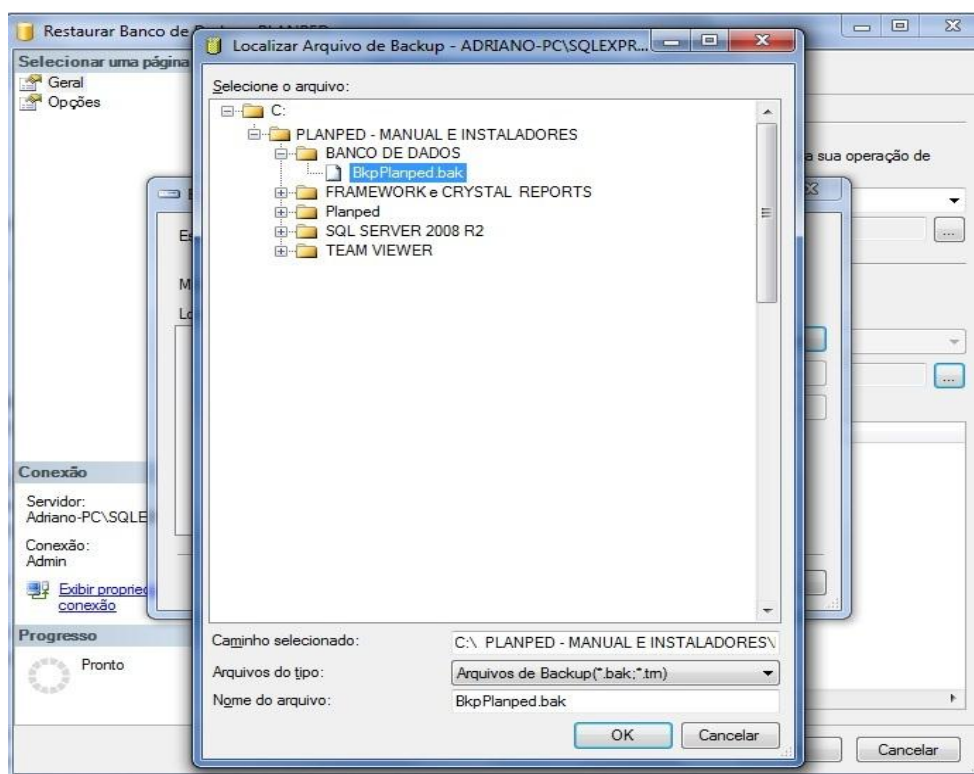 Restaurar Banco de
Localizar Arquivo de Backup - ADRIANO-PC\SQLEXPR...
Selecionar uma página
Geral
Opções
Selecione o arquivo:
C:
PLANPED - MANUAL E INSTALADORES
BANCO DE DADOS
BkpPlanped.bak
FRAMEWORK e CRYSTAL REPORTS
Planped
SQL SERVER 2008 R2
TEAM VIEWER
a sua operação de
...
...
Conexão
Servidor:
Adriano-PC\SQLE
Conexão:
Admin
Exibir propried
conexão
Progresso
Pronto
Caminho selecionado:
C:\ PLANPED - MANUAL E INSTALADORES\
Arquivos do tipo:
Arquivos de Backup(*.bak;*.trn)
Nome do arquivo:
BkpPlanped.bak
OK
Cancelar
Cancelar